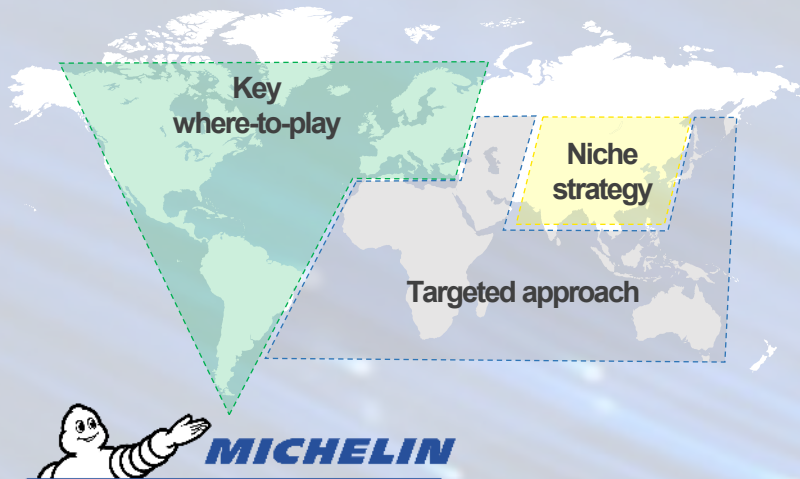 Key
where-to-play
Niche
strategy
Targeted approach
MICHELIN